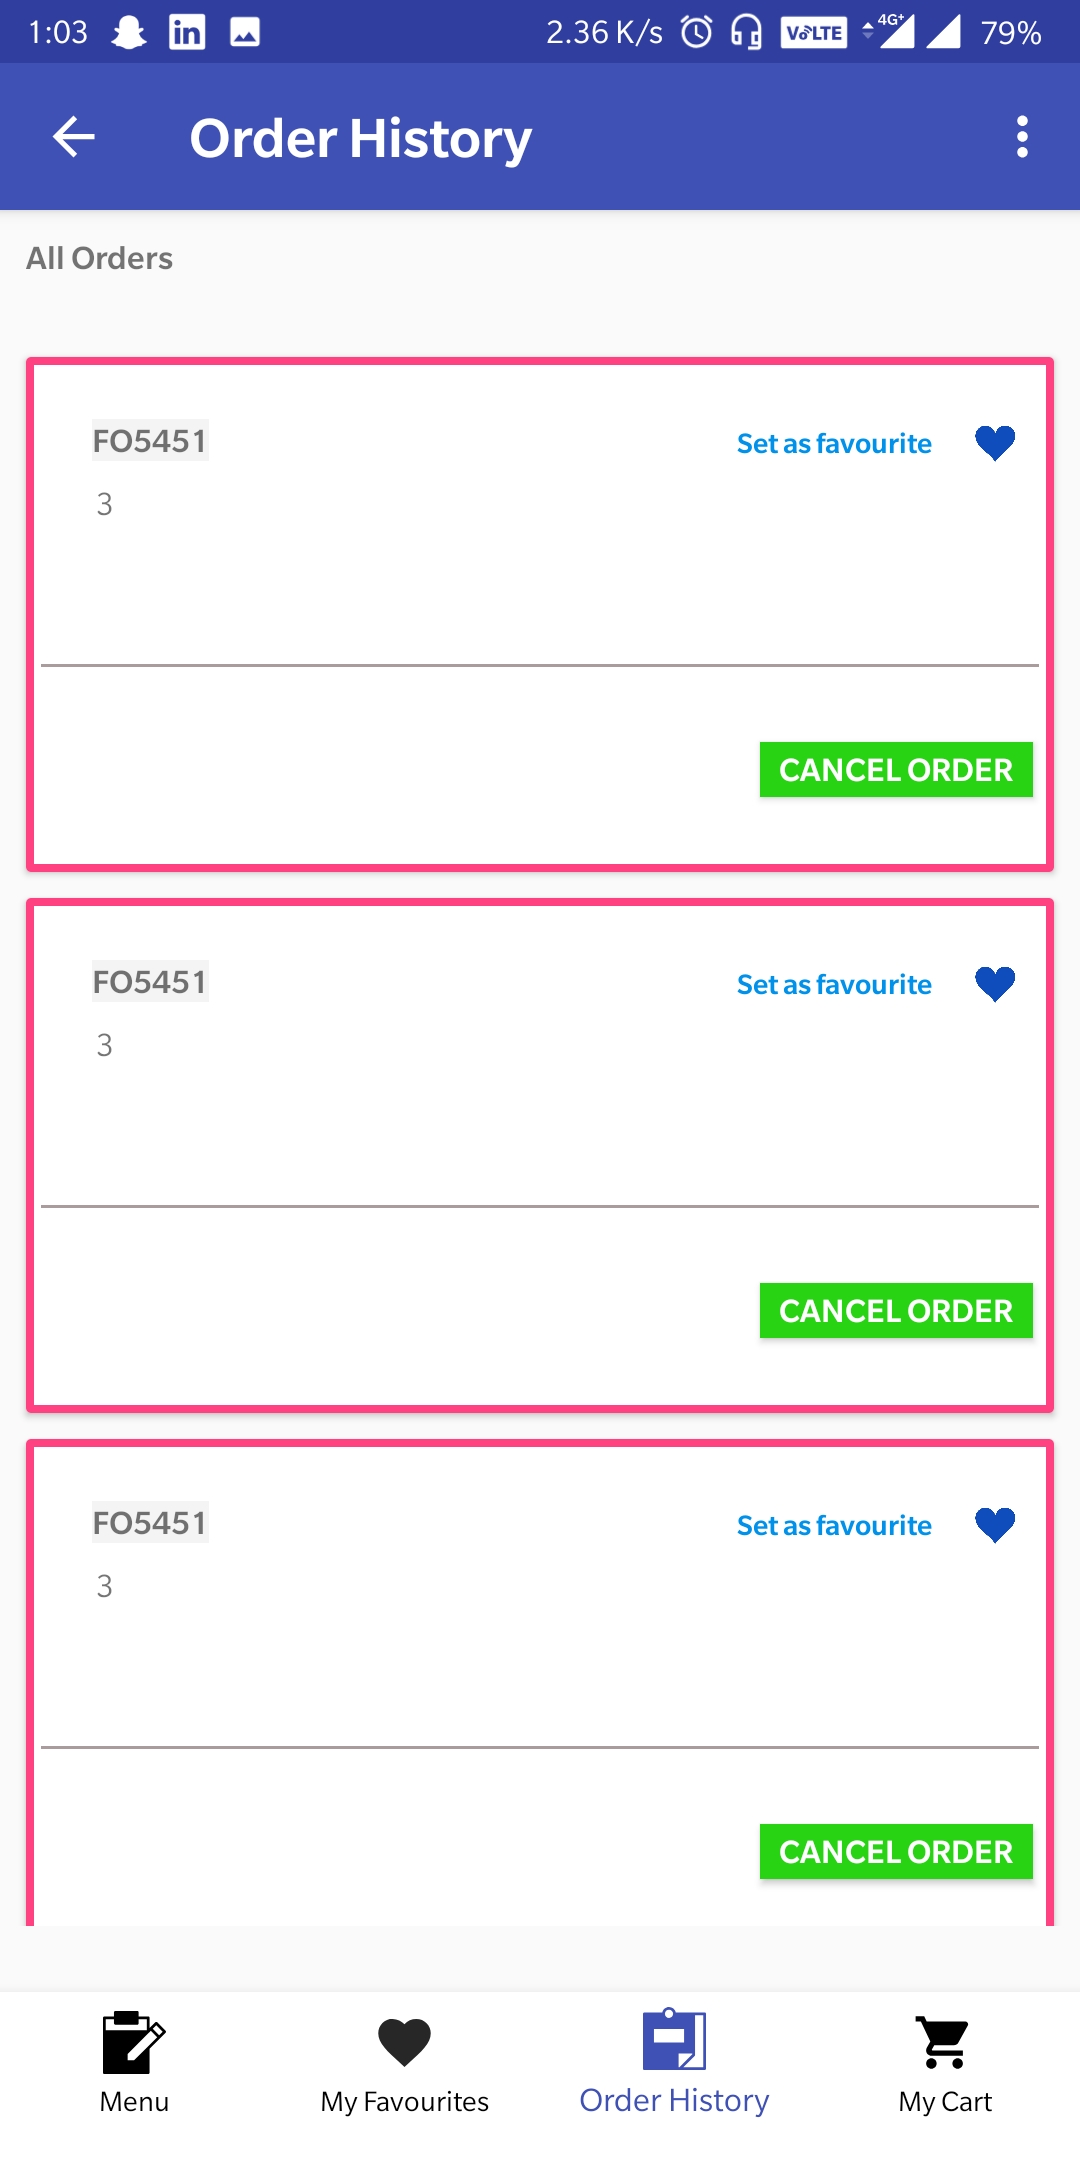 1:03 in 2.36 K/s VoLTE 4G+ 79%
Order History
All Orders
FO5451 Set as favourite
3
CANCEL ORDER
FO5451 Set as favourite
3
CANCEL ORDER
FO5451 Set as favourite
3
CANCEL ORDER
Menu My Favourites Order History My Cart